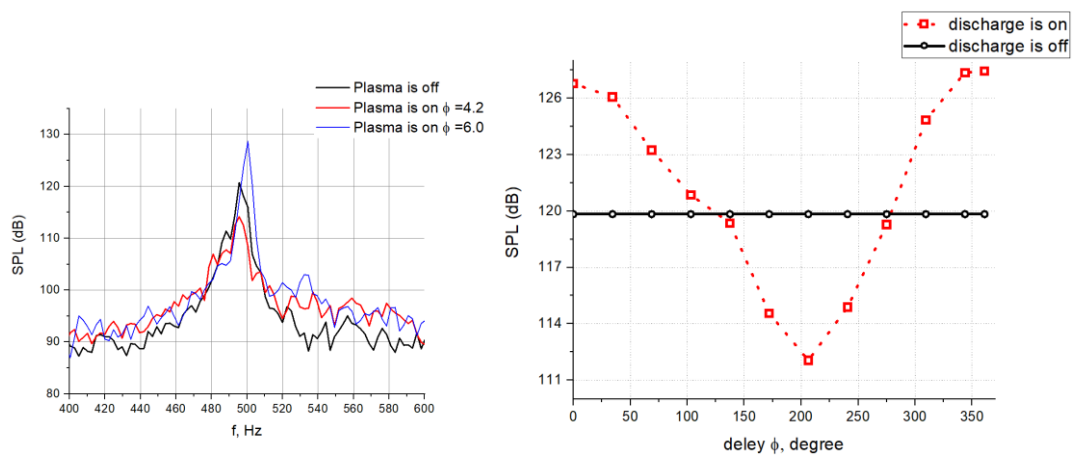 Plasma is off
Plasma is on ϕ =4.2
Plasma is on ϕ =6.0
130
120
110
100
90
80
SPL (dB)
400 420 440 460 480 500 520 540 560 580 600
f, Hz
discharge is on
discharge is off
126
123
120
117
114
111
SPL (dB)
0 50 100 150 200 250 300 350
deley ϕ, degree